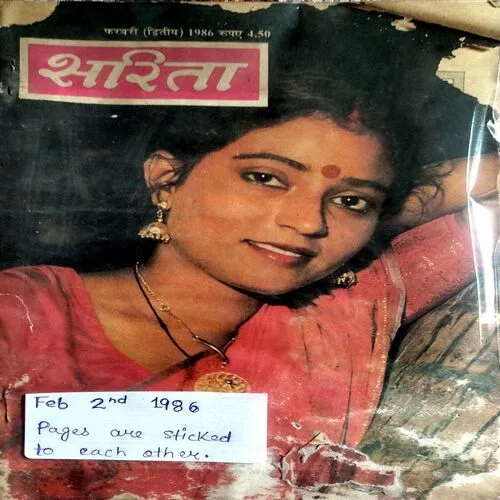 फरवरी (द्वितीय) 1986 रुपए 4.50
सरिता
Feb 2nd 1986
Pages are sticked
to each other.